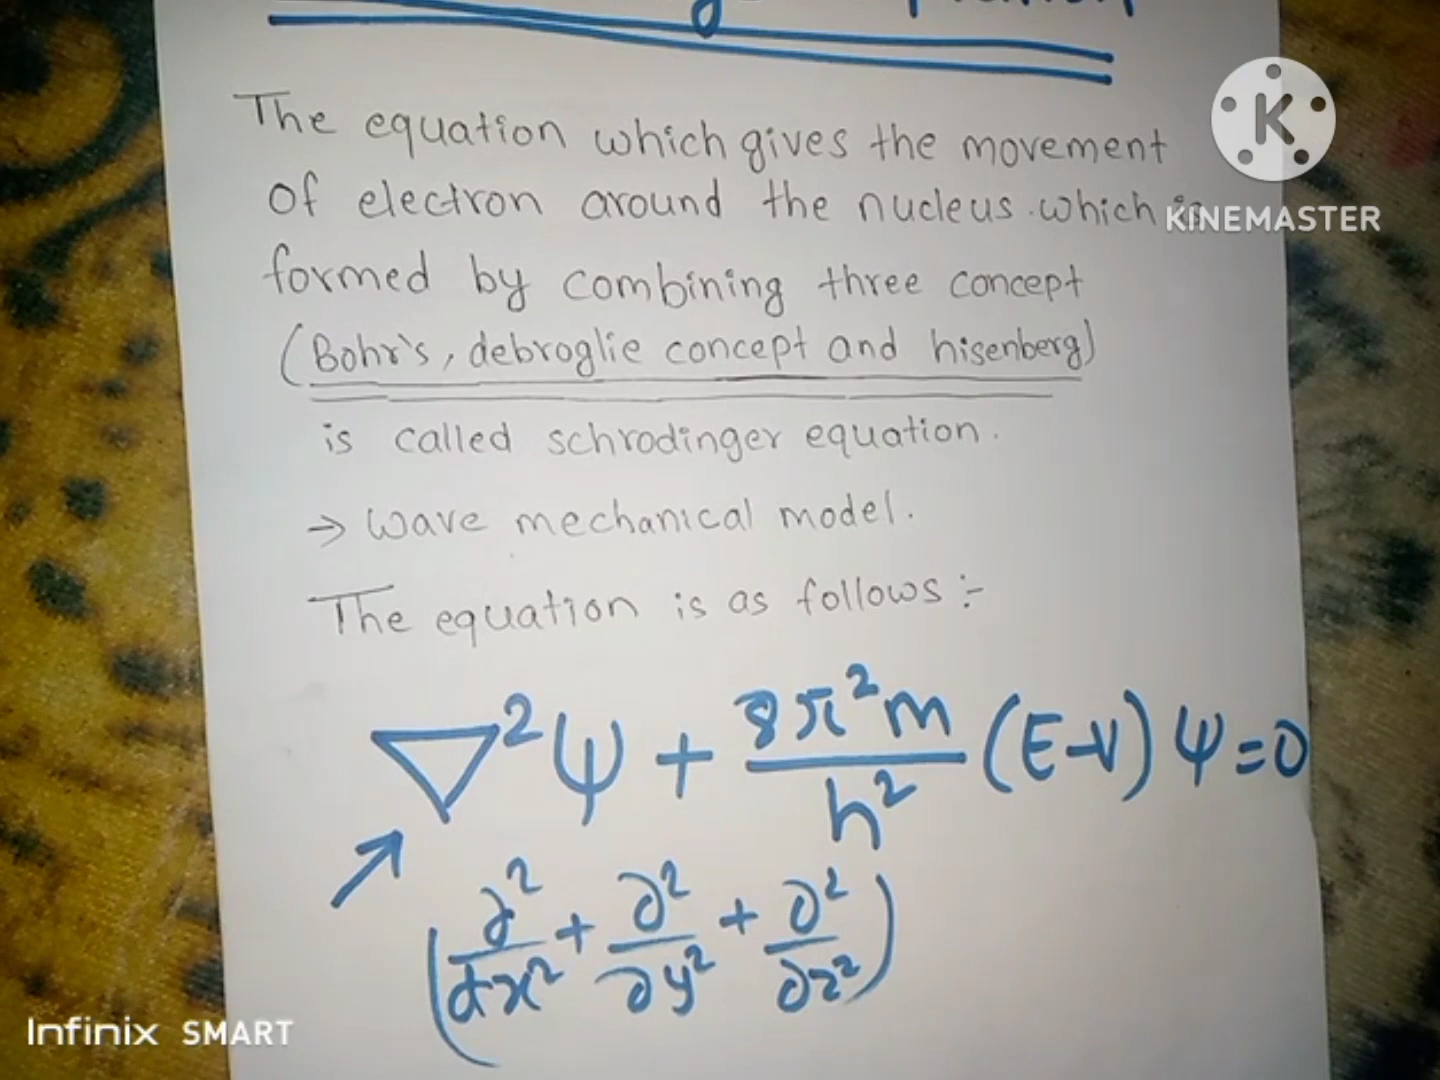 The equation which gives the movement
of electron around the nucleus. which is
formed by combining three concept
(Bohr's, debroglie concept and hisenberg)
is called schrodinger equation.
→ Wave mechanical model.
The equation is as follows :-
▽²ψ + 8π²m/h² (E-V) ψ = 0
(∂²/dx² + ∂²/∂y² + ∂²/∂z²)
K
KINEMASTER
Infinix SMART